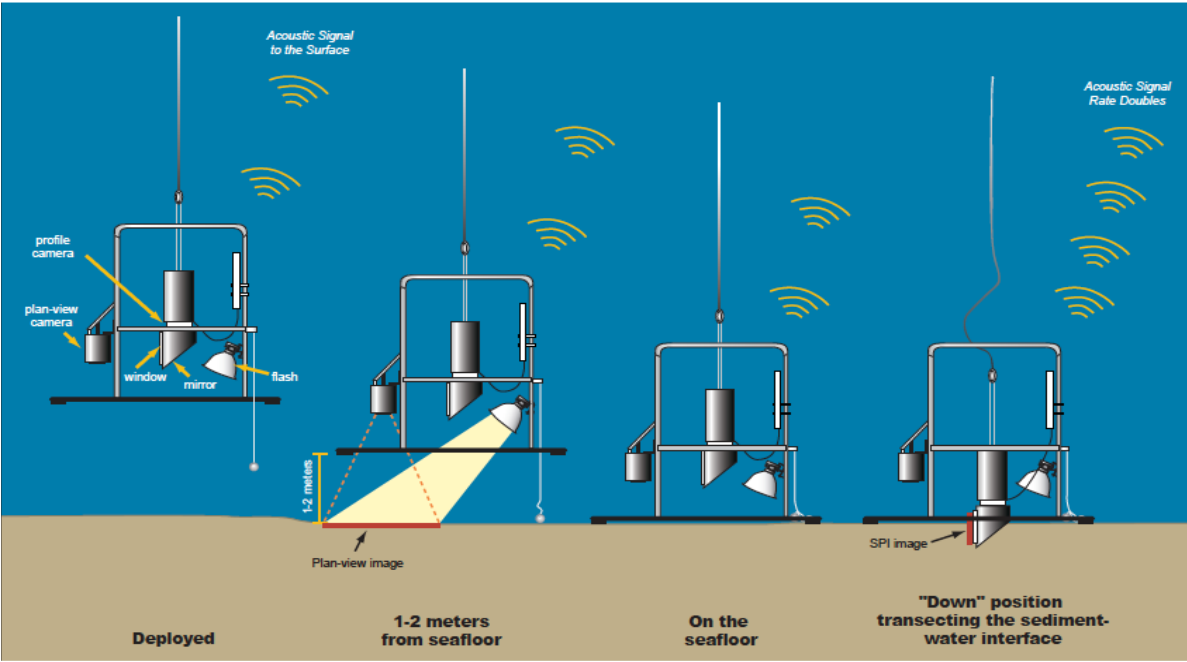 Acoustic Signal
to the Surface
Acoustic Signal
Rate Doubles
profile
camera
plan-view
camera
window
mirror
flash
1-2 meters
Plan-view image
SPI image
Deployed
1-2 meters
from seafloor
On the
seafloor
"Down" position
transecting the sediment-
water interface